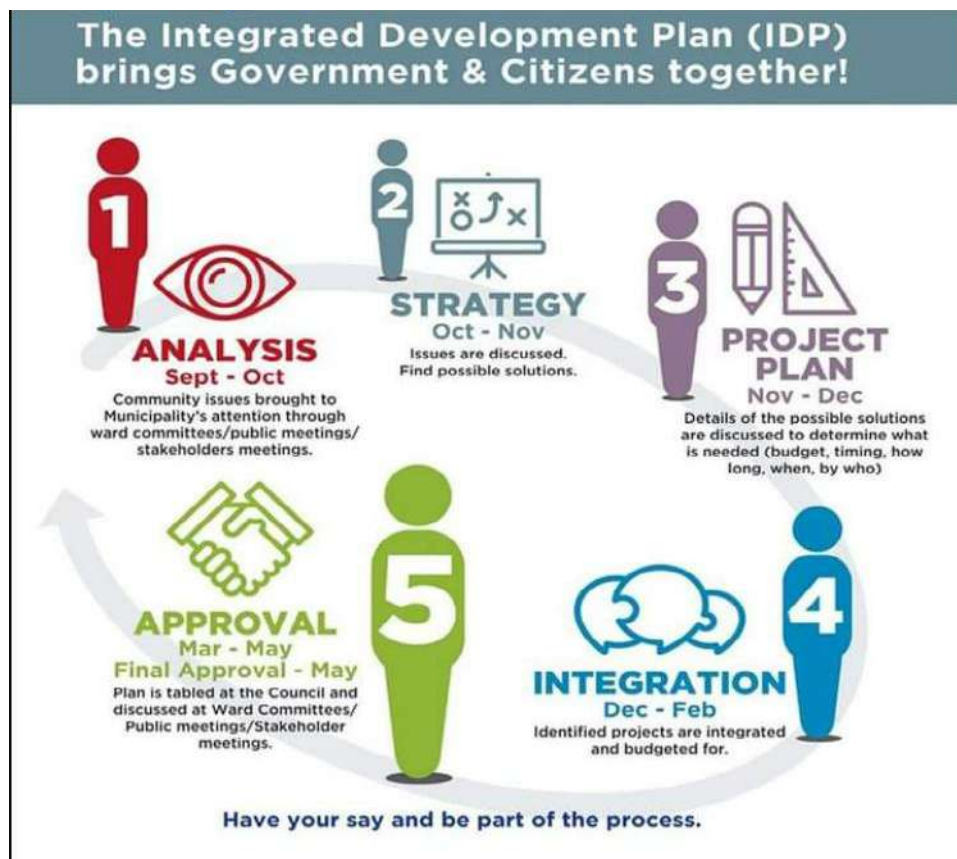 The Integrated Development Plan (IDP)
brings Government & Citizens together!
1
ANALYSIS
Sept - Oct
Community issues brought to
Municipality's attention through
ward committees/public meetings/
stakeholders meetings.
2
STRATEGY
Oct - Nov
Issues are discussed.
Find possible solutions.
3
PROJECT
PLAN
Nov - Dec
Details of the possible solutions
are discussed to determine what
is needed (budget, timing, how
long, when, by who)
4
INTEGRATION
Dec - Feb
Identified projects are integrated
and budgeted for.
5
APPROVAL
Mar - May
Final Approval - May
Plan is tabled at the Council and
discussed at Ward Committees/
Public meetings/Stakeholder
meetings.
Have your say and be part of the process.